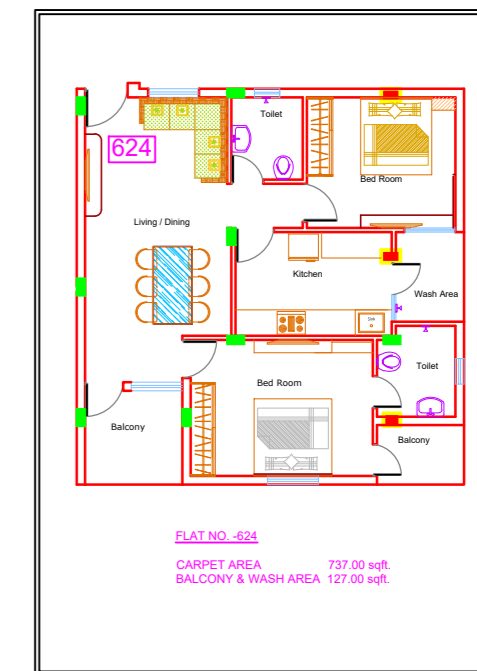 Toilet
624
Bed Room
Living / Dining
Kitchen
Wash Area
Toilet
Bed Room
Balcony
Balcony
FLAT NO. -624
CARPET AREA 737.00 sqft.
BALCONY & WASH AREA 127.00 sqft.